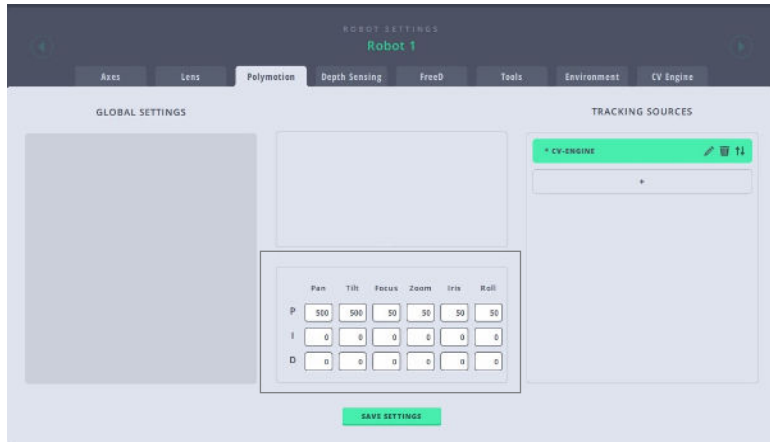 ROBOT SETTINGS
Robot 1
Axes Lens Polymotion Depth Sensing FreeD Tools Environment CV Engine
GLOBAL SETTINGS
TRACKING SOURCES
* CV-ENGINE
+
Pan Tilt Focus Zoom Iris Roll
P 500 500 50 50 50 50
I 0 0 0 0 0 0
D 0 0 0 0 0 0
SAVE SETTINGS